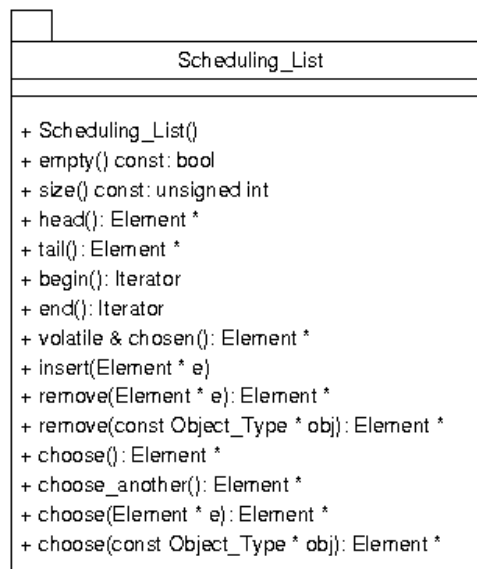 Scheduling_List
+ Scheduling_List()
+ empty() const: bool
+ size() const: unsigned int
+ head(): Element *
+ tail(): Element *
+ begin(): Iterator
+ end(): Iterator
+ volatile & chosen(): Element *
+ insert(Element * e)
+ remove(Element * e): Element *
+ remove(const Object_Type * obj): Element *
+ choose(): Element *
+ choose_another(): Element *
+ choose(Element * e): Element *
+ choose(const Object_Type * obj): Element *